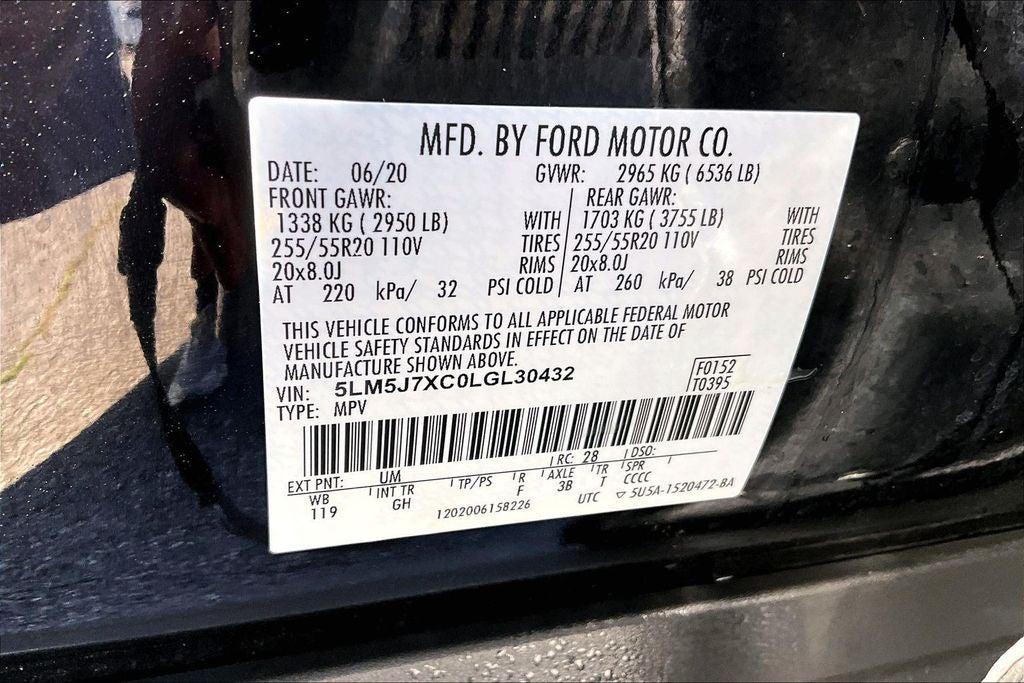 MFD. BY FORD MOTOR CO.
DATE: 06/20 GVWR: 2965 KG ( 6536 LB)
FRONT GAWR: REAR GAWR:
1338 KG ( 2950 LB) WITH 1703 KG ( 3755 LB) WITH
255/55R20 110V TIRES 255/55R20 110V TIRES
20x8.0J RIMS 20x8.0J RIMS
AT 220 kPa/ 32 PSI COLD AT 260 kPa/ 38 PSI COLD
THIS VEHICLE CONFORMS TO ALL APPLICABLE FEDERAL MOTOR
VEHICLE SAFETY STANDARDS IN EFFECT ON THE DATE OF
MANUFACTURE SHOWN ABOVE.
VIN: 5LM5J7XC0LGL30432 F0152
TYPE: MPV T0395
EXT PNT: UM RC: 28 DSO:
WB INT TR TP/PS R AXLE TR SPR
119 GH F 3B T CCCC
1202006158226 UTC ▽ 5U5A-1520472-BA